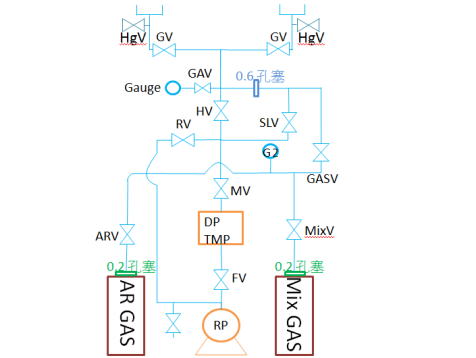 HgV
GV
GV
HgV
GAV
0.6孔塞
Gauge
HV
RV
SLV
G2
GASV
MV
ARV
DP
TMP
MixV
0.2孔塞
FV
0.2孔塞
AR GAS
Mix GAS
RP